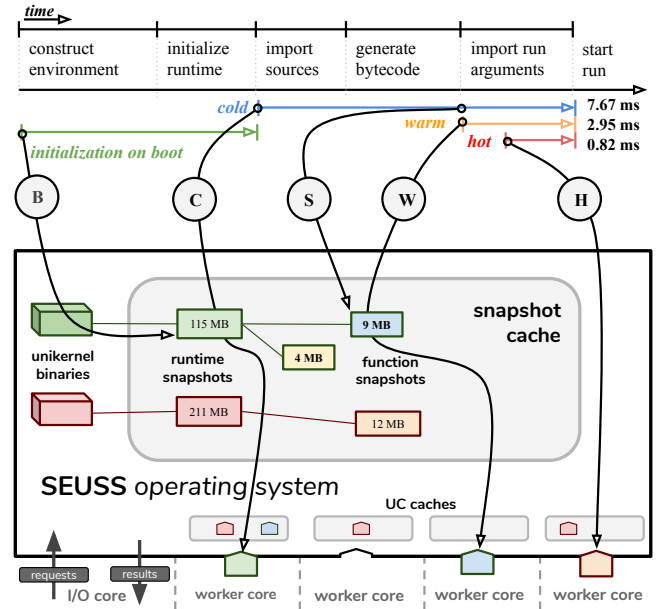 time
construct environment
initialize runtime
import sources
generate bytecode
import run arguments
start run
cold
7.67 ms
warm
2.95 ms
hot
0.82 ms
initialization on boot
B
C
S
W
H
snapshot cache
115 MB
9 MB
unikernel binaries
runtime snapshots
4 MB
function snapshots
211 MB
12 MB
SEUSS operating system
UC caches
requests
results
I/O core
worker core
worker core
worker core
worker core